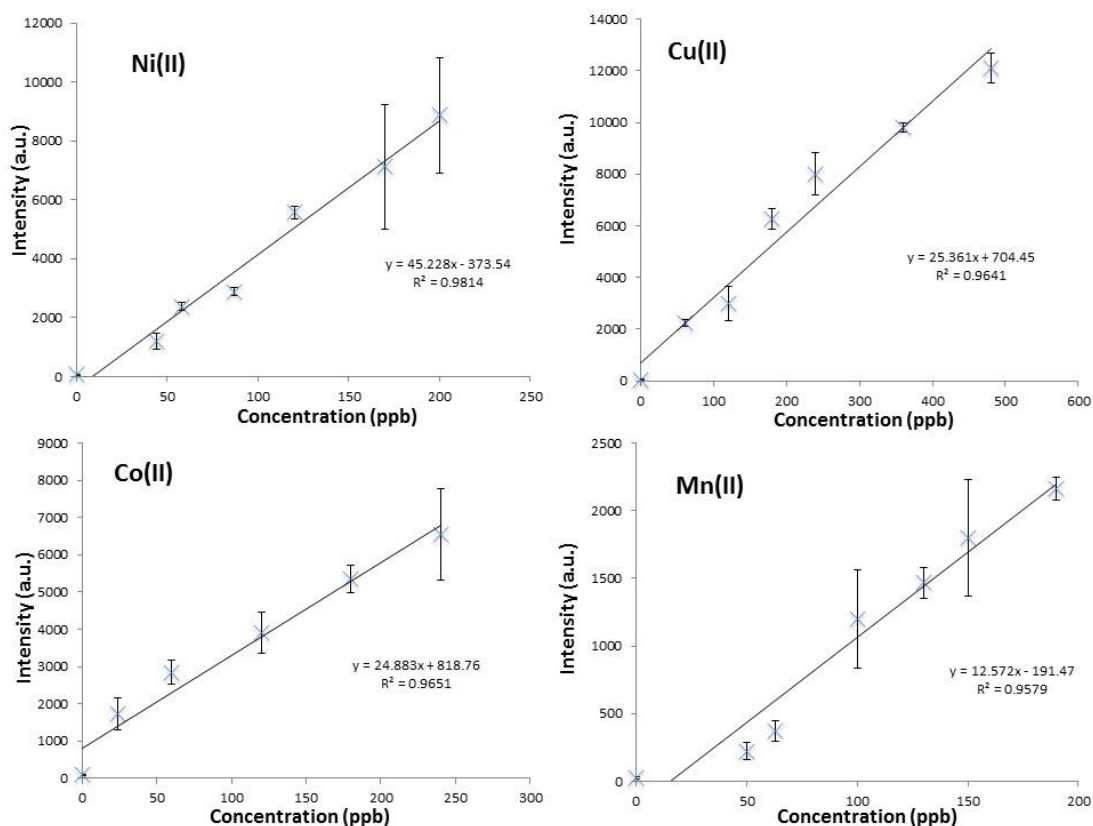 12000
10000
8000
6000
4000
2000
0
Intensity (a.u.)
Ni(II)
y = 45.228x - 373.54
R² = 0.9814
0 50 100 150 200 250
Concentration (ppb)
14000
12000
10000
8000
6000
4000
2000
0
Intensity (a.u.)
Cu(II)
y = 25.361x + 704.45
R² = 0.9641
0 100 200 300 400 500 600
Concentration (ppb)
9000
8000
7000
6000
5000
4000
3000
2000
1000
0
Intensity (a.u.)
Co(II)
y = 24.883x + 818.76
R² = 0.9651
0 50 100 150 200 250 300
Concentration (ppb)
2500
2000
1500
1000
500
0
Intensity (a.u.)
Mn(II)
y = 12.572x - 191.47
R² = 0.9579
0 50 100 150 200
Concentration (ppb)